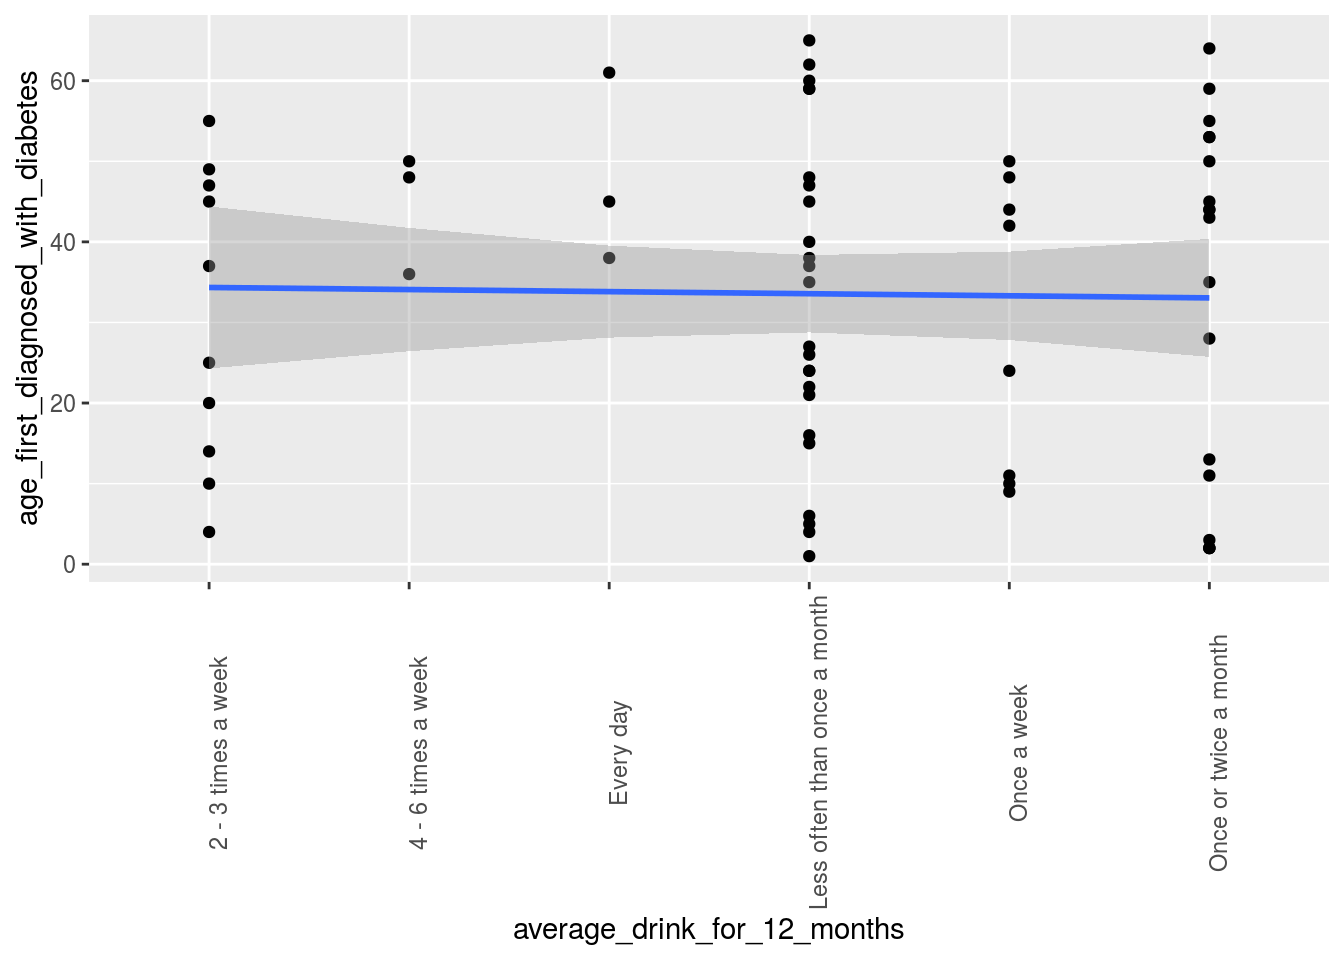 age_first_diagnosed_with_diabetes
60
40
20
0
2 - 3 times a week
4 - 6 times a week
Every day
Less often than once a month
Once a week
Once or twice a month
average_drink_for_12_months